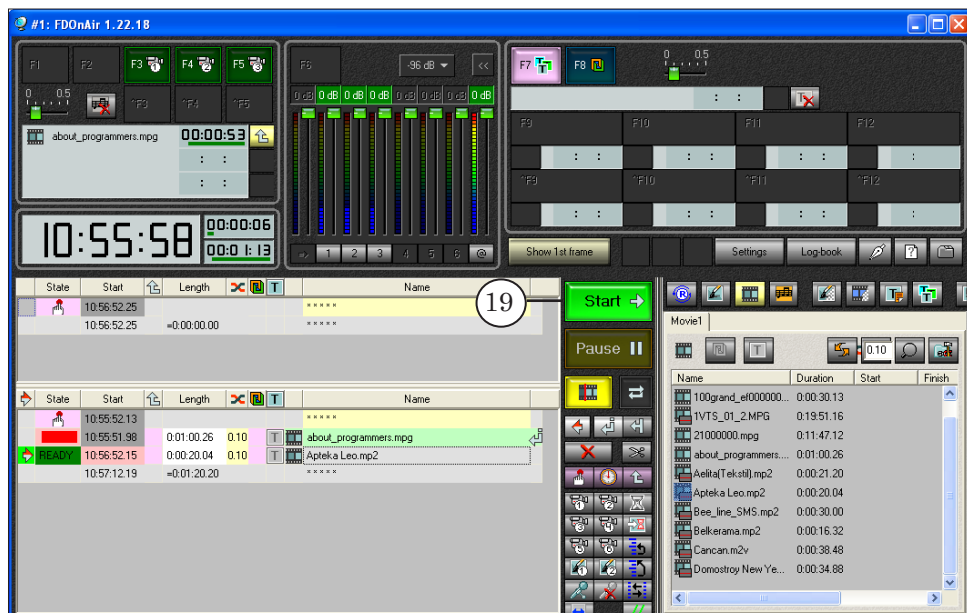 #1: FDOnAir 1.22.18
F1 F2 F3 F4 F5
0 0.5
^F3 ^F4 ^F5
about_programmers.mpg 00:00:53
: :
: :
10:55:58 00:00:06
00:01:13
F6 -96 dB <<
0 dB 0 dB 0 dB 0 dB 0 dB 0 dB 0 dB 0 dB
1 2 3 4 5 6 @
F7 F8 0 0.5
: :
F9 F10 F11 F12
: : : : : : :
^F9 ^F10 ^F11 ^F12
: : : : : : :
Show 1st frame Settings Log-book ?
State Start Length T Name
10:56:52.25 * * * * *
10:56:52.25 =0:00:00.00 * * * * *
19
Start
Pause
State Start Length T Name
10:55:52.13 * * * * *
10:55:51.98 0:01:00.26 0.10 T about_programmers.mpg
READY 10:56:52.15 0:00:20.04 0.10 T Apteka Leo.mp2
10:57:12.19 =0:01:20.20 * * * * *
Movie1
T 0.10
Name Duration Start Finish
100grand_ef000000... 0:00:30.13
1VTS_01_2.MPG 0:19:51.16
21000000.mpg 0:11:47.12
about_programmers.... 0:01:00.26
Aelita(Tekstil).mp2 0:00:21.20
Apteka Leo.mp2 0:00:20.04
Bee_line_SMS.mp2 0:00:30.00
Belkerama.mp2 0:00:16.32
Cancan.m2v 0:00:38.48
Domostroy New Ye... 0:00:34.88